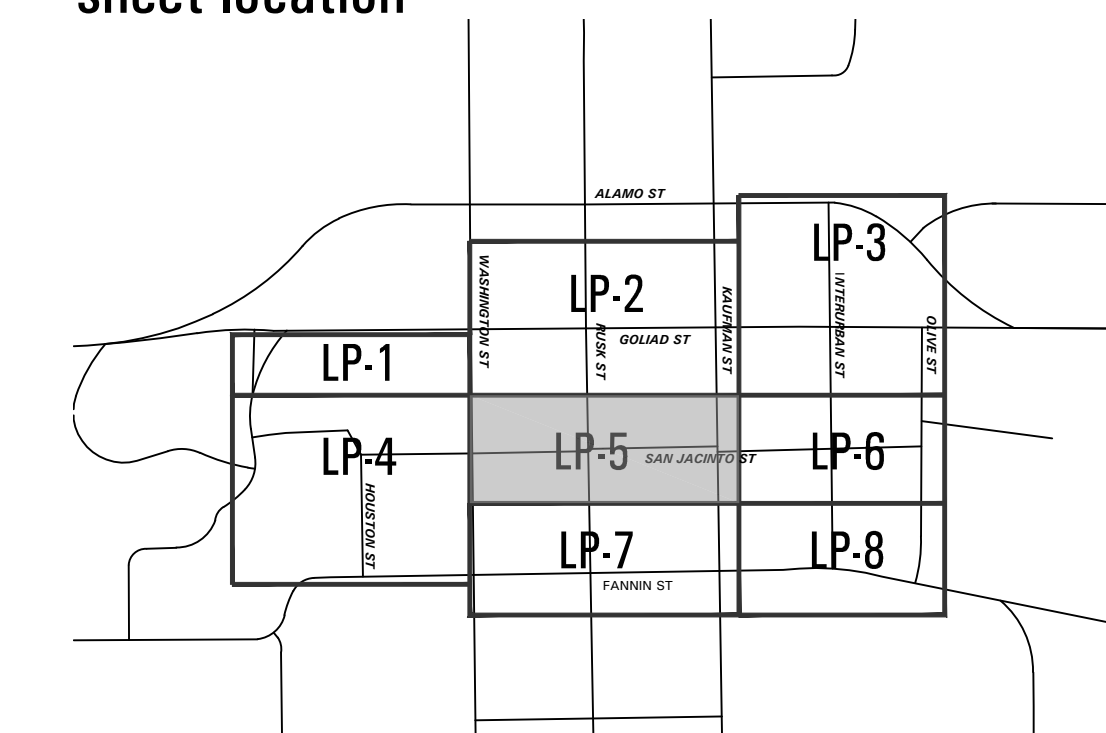 sheet location
ALAMO ST
LP-3
WASHINGTON ST
LP-2
KAUFMAN ST
INTERURBAN ST
OLIVE ST
RUSK ST
GOLIAD ST
LP-1
LP-4
LP-5
SAN JACINTO ST
LP-6
HOUSTON ST
LP-7
LP-8
FANNIN ST